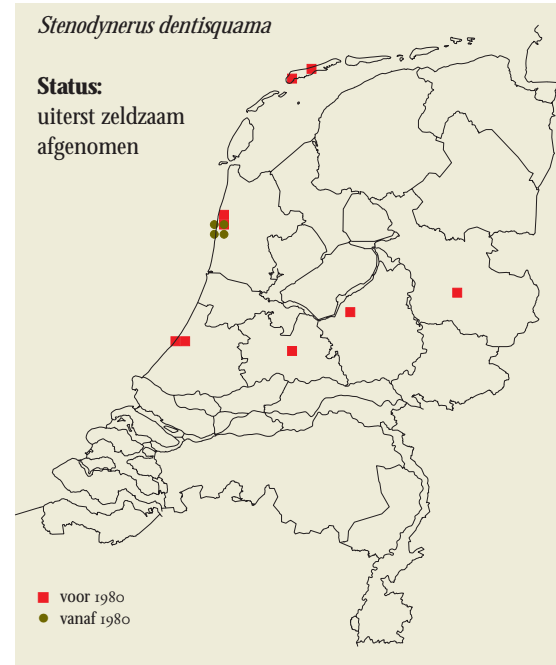 Stenodynerus dentisquama
Status:
uiterst zeldzaam
afgenomen
voor 1980
vanaf 1980